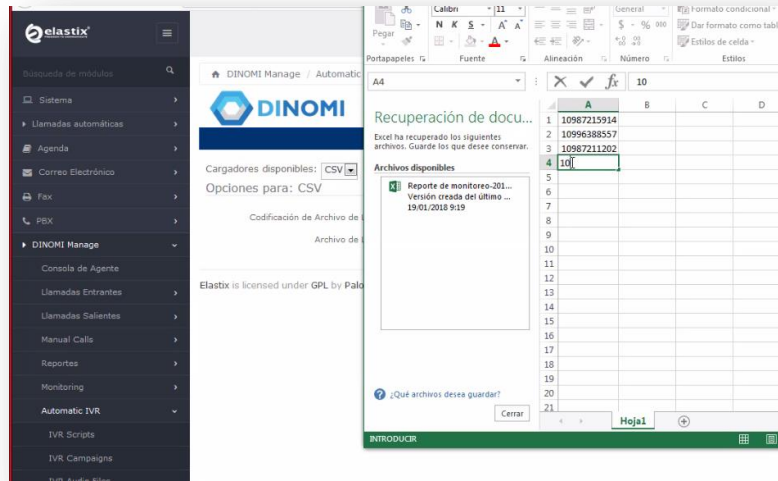 elastix
Búsqueda de módulos
Sistema
Llamadas automáticas
Agenda
Correo Electrónico
Fax
PBX
DINOMI Manage
Consola de Agente
Llamadas Entrantes
Llamadas Salientes
Manual Calls
Reportes
Monitoring
Automatic IVR
IVR Scripts
IVR Campaigns
IVR Audio Files
DINOMI Manage / Automatic
DINOMI
Cargadores disponibles: CSV
Opciones para: CSV
Codificación de Archivo de
Archivo de
Elastix is licensed under GPL by Palo
Pegar
Calibri 11
N K S A A
A
General
$ % 000
Formato condicional
Dar formato como tabl
Estilos de celda
Portapapeles Fuente Alineación Número Estilos
A4 fx 10
Recuperación de docu...
Excel ha recuperado los siguientes
archivos. Guarde los que desee conservar.
Archivos disponibles
Reporte de monitoreo-201...
Versión creada del último ...
19/01/2018 9:19
¿Qué archivos desea guardar?
Cerrar
A B C D
1 10987215914
2 10996388557
3 10987211202
4 10
5
6
7
8
9
10
11
12
13
14
15
16
17
18
19
20
21
Hoja1
INTRODUCIR